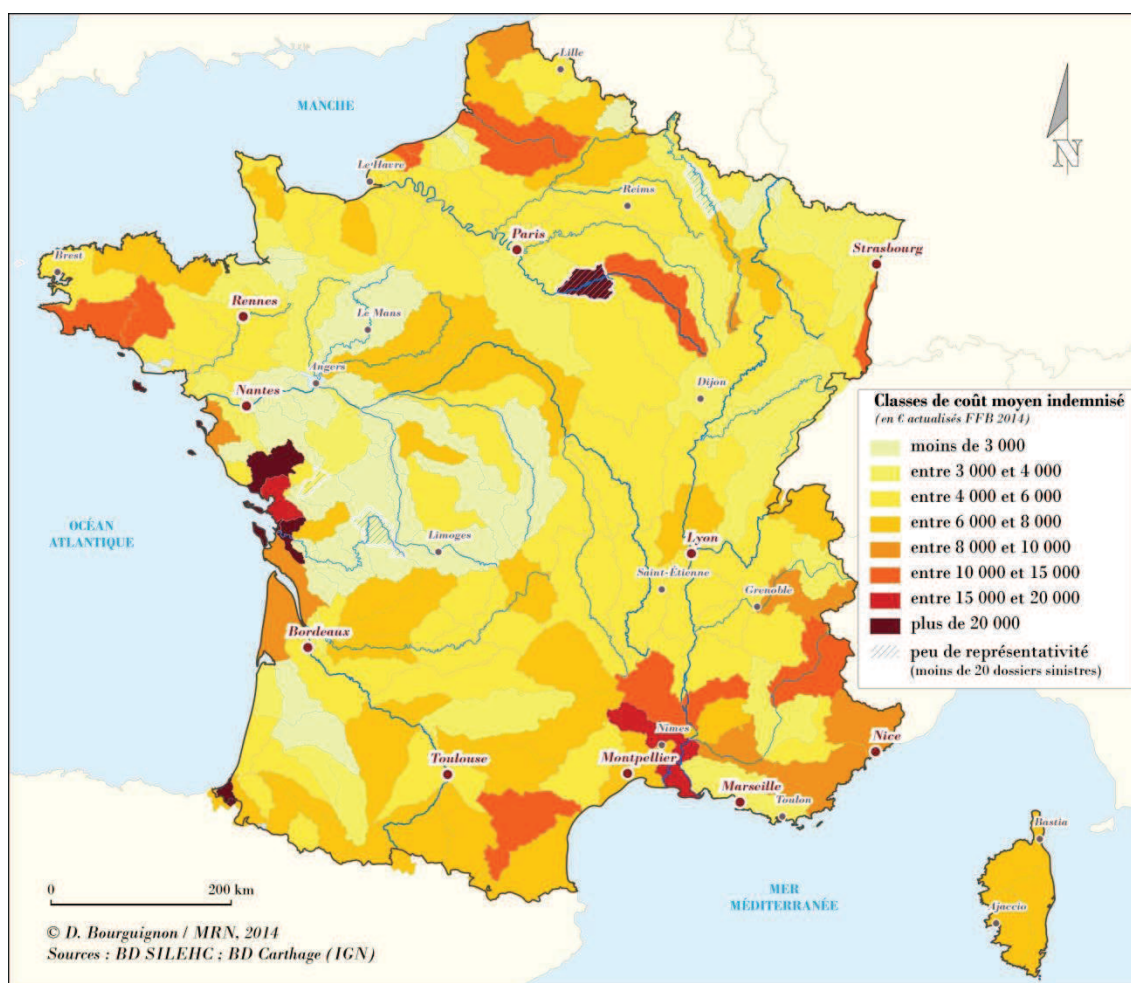 Lille
MANCHE
Le Havre
Reims
Paris
Brest
Strasbourg
Rennes
Le Mans
Angers
Dijon
Nantes
Classes de coût moyen indemnisé
(en € actualisés FFB 2014)
moins de 3 000
entre 3 000 et 4 000
entre 4 000 et 6 000
entre 6 000 et 8 000
entre 8 000 et 10 000
entre 10 000 et 15 000
entre 15 000 et 20 000
plus de 20 000
peu de représentativité
(moins de 20 dossiers sinistres)
OCÉAN
ATLANTIQUE
Limoges
Lyon
Saint-Étienne
Grenoble
Bordeaux
Nîmes
Nice
Toulouse
Montpellier
Marseille
Toulon
Bastia
Ajaccio
0 200 km
MER
MÉDITERRANÉE
N
© D. Bourguignon / MRN, 2014
Sources : BD SILEHC ; BD Carthage (IGN)